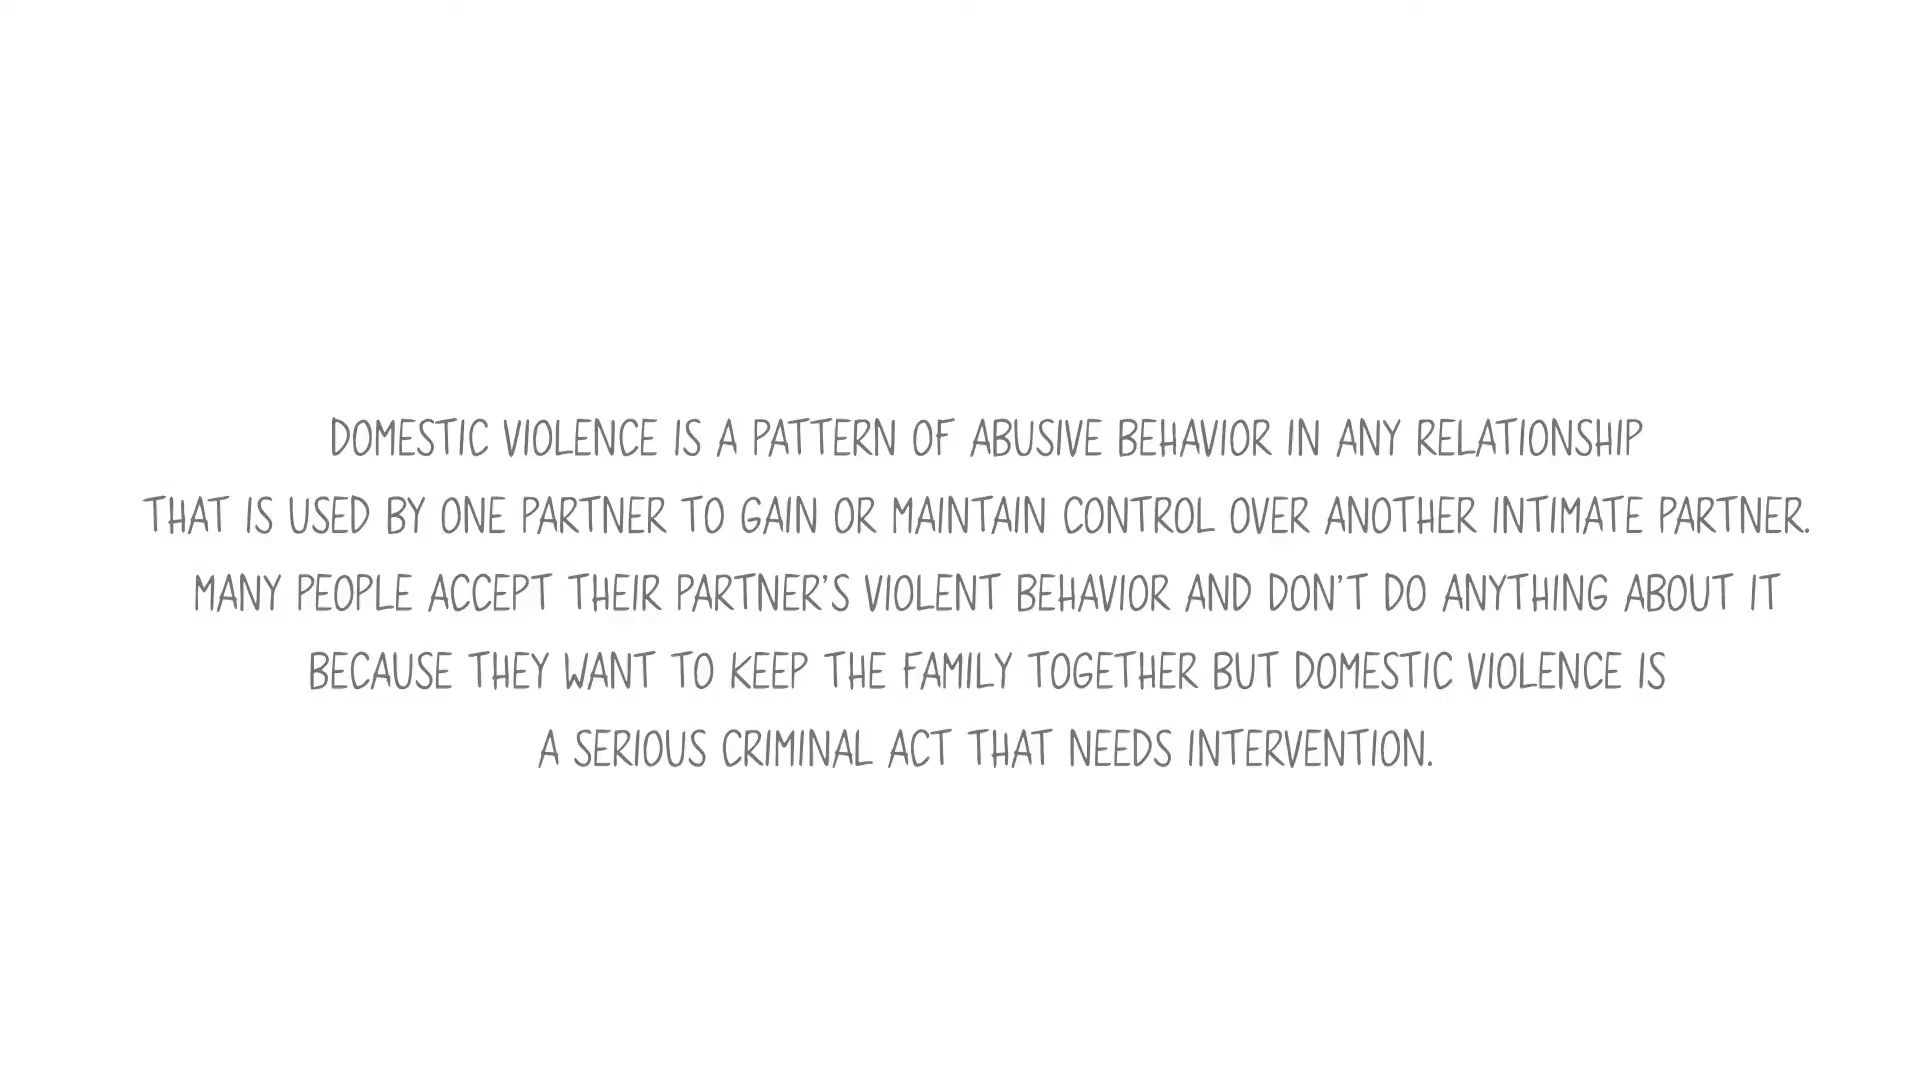 DOMESTIC VIOLENCE IS A PATTERN OF ABUSIVE BEHAVIOR IN ANY RELATIONSHIP
THAT IS USED BY ONE PARTNER TO GAIN OR MAINTAIN CONTROL OVER ANOTHER INTIMATE PARTNER.
MANY PEOPLE ACCEPT THEIR PARTNER'S VIOLENT BEHAVIOR AND DON'T DO ANYTHING ABOUT IT
BECAUSE THEY WANT TO KEEP THE FAMILY TOGETHER BUT DOMESTIC VIOLENCE IS
A SERIOUS CRIMINAL ACT THAT NEEDS INTERVENTION.